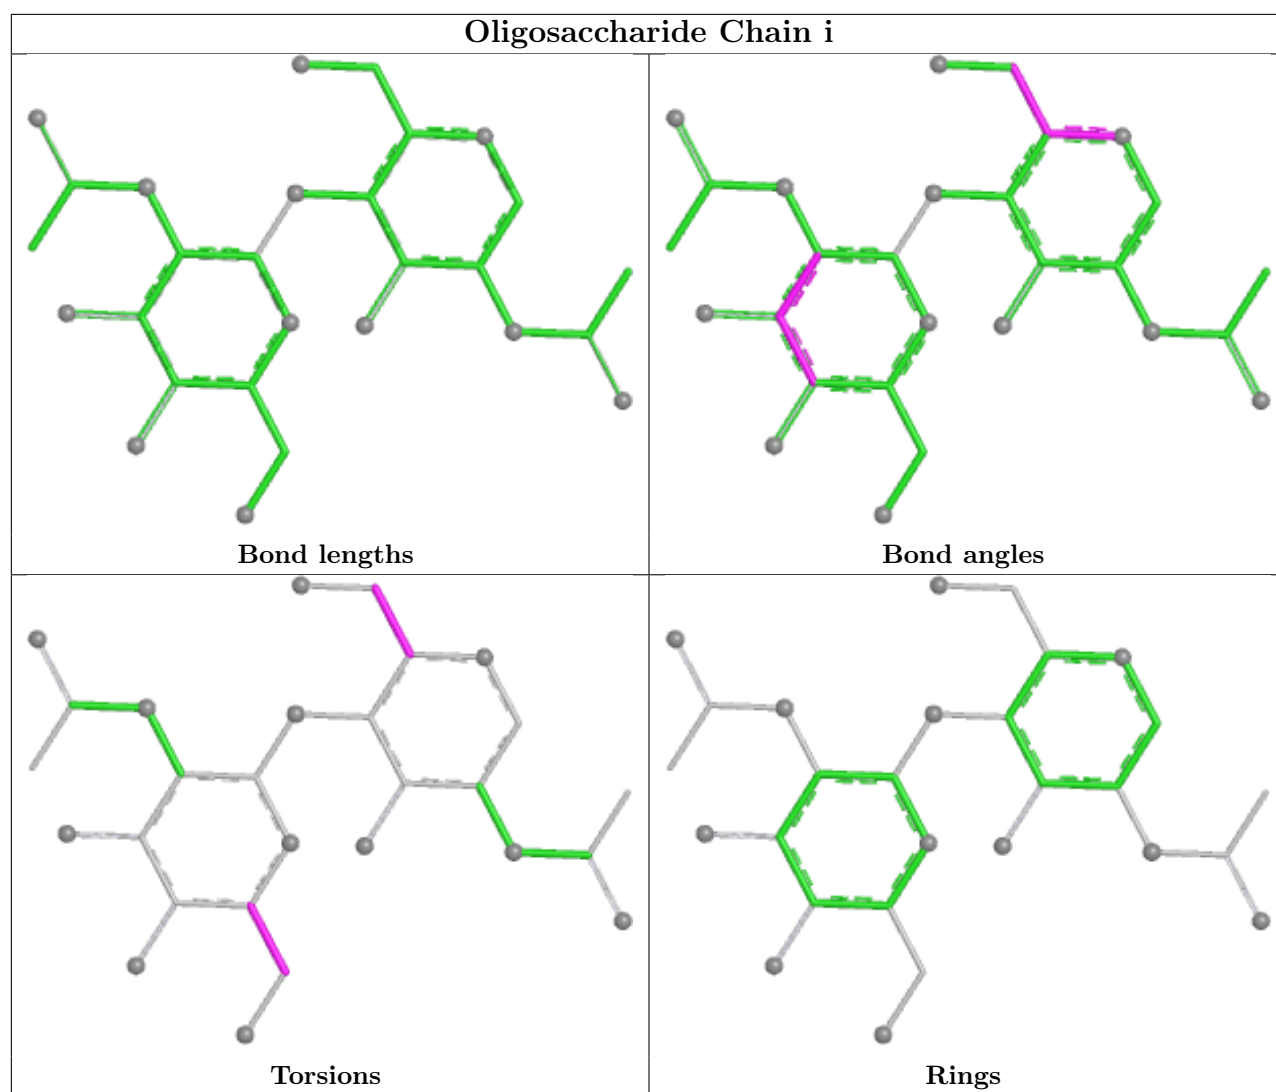 Oligosaccharide Chain i
Bond lengths
Bond angles
Torsions
Rings